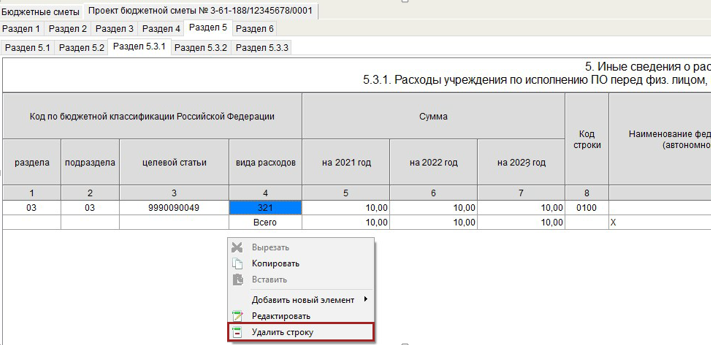 Бюджетные сметы Проект бюджетной сметы № 3-61-188/12345678/0001
Раздел 1 Раздел 2 Раздел 3 Раздел 4 Раздел 5 Раздел 6
Раздел 5.1 Раздел 5.2 Раздел 5.3.1 Раздел 5.3.2 Раздел 5.3.3
5. Иные сведения о рас
5.3.1. Расходы учреждения по исполнению ПО перед физ. лицом,
Код по бюджетной классификации Российской Федерации Сумма Код строки Наименование фед
(автономно
раздела подраздела целевой статьи вида расходов на 2021 год на 2022 год на 2023 год
1 2 3 4 5 6 7 8
03 03 9990090049 321 10,00 10,00 10,00 0100
Всего 10,00 10,00 10,00 X
Вырезать
Копировать
Вставить
Добавить новый элемент
Редактировать
Удалить строку